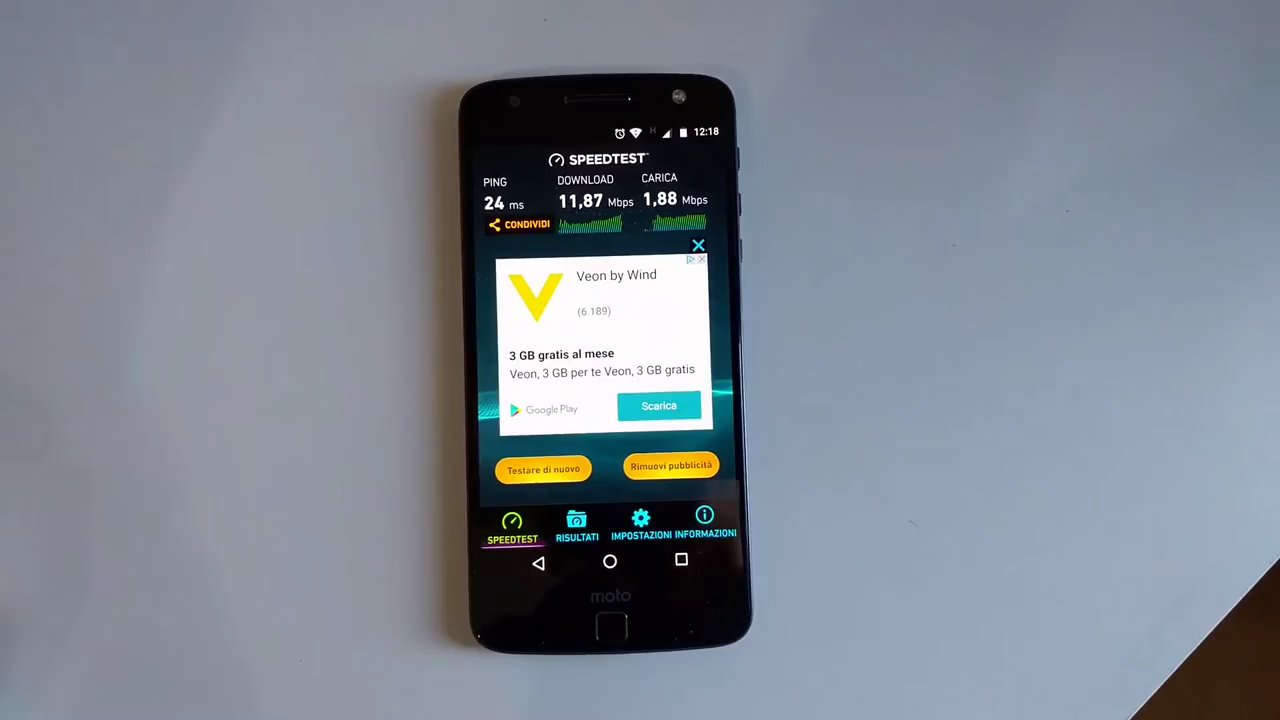 H 12:18
SPEEDTEST™
PING DOWNLOAD CARICA
24 ms 11,87 Mbps 1,88 Mbps
CONDIVIDI
Veon by Wind
(6.189)
3 GB gratis al mese
Veon, 3 GB per te Veon, 3 GB gratis
Google Play Scarica
Testare di nuovo Rimuovi pubblicità
SPEEDTEST RISULTATI IMPOSTAZIONI INFORMAZIONI
moto